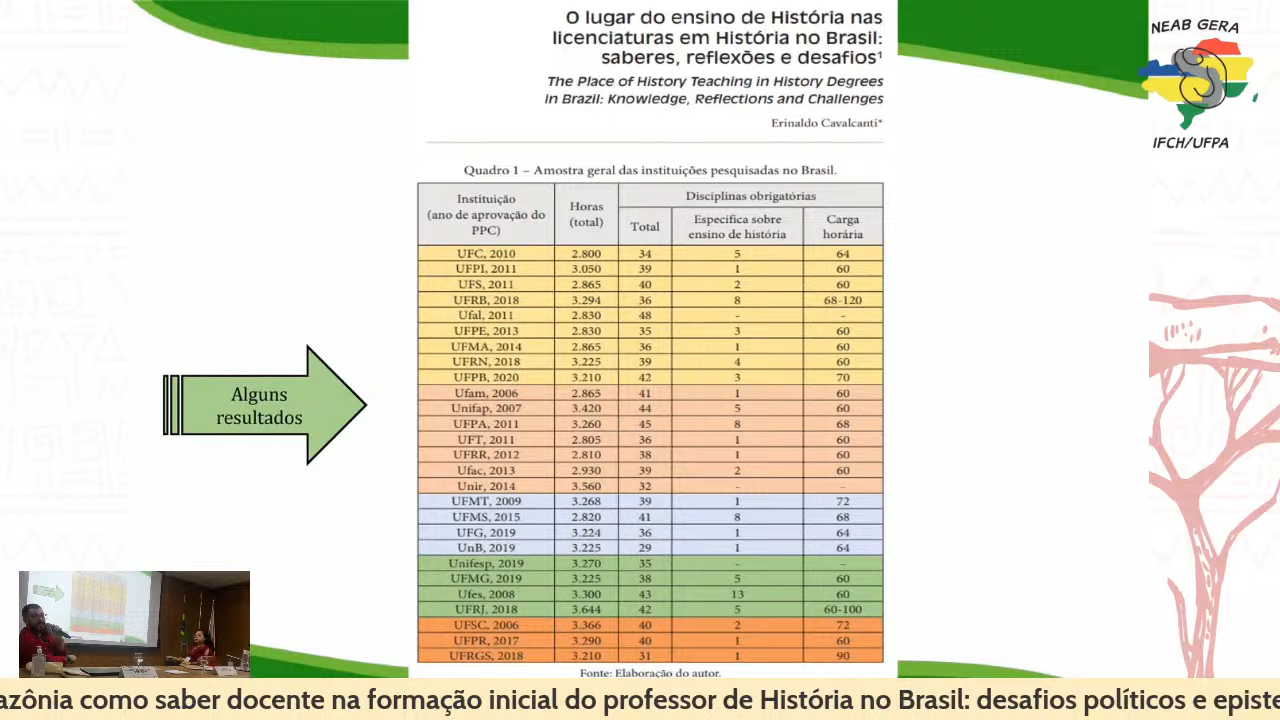 O lugar do ensino de História nas
licenciaturas em História no Brasil:
saberes, reflexões e desafios¹
The Place of History Teaching in History Degrees
in Brazil: Knowledge, Reflections and Challenges
Erinaldo Cavalcanti*
NEAB GERA
IFCH/UFPA
Quadro 1 – Amostra geral das instituições pesquisadas no Brasil.
Instituição (ano de aprovação do PPC) Horas (total) Disciplinas obrigatórias
Total Específica sobre ensino de história Carga horária
UFC, 2010 2.800 34 5 64
UFPI, 2011 3.050 39 1 60
UFS, 2011 2.865 40 2 60
UFRB, 2018 3.294 36 8 68-120
Ufal, 2011 2.830 48 - -
UFPE, 2013 2.830 35 3 60
UFMA, 2014 2.865 36 1 60
UFRN, 2018 3.225 39 4 60
UFPB, 2020 3.210 42 3 70
Ufam, 2006 2.865 41 1 60
Unifap, 2007 3.420 44 5 60
UFPA, 2011 3.260 45 8 68
UFT, 2011 2.805 36 1 60
UFRR, 2012 2.810 38 1 60
Ufac, 2013 2.930 39 2 60
Unir, 2014 3.560 32 - -
UFMT, 2009 3.268 39 1 72
UFMS, 2015 2.820 41 8 68
UFG, 2019 3.224 36 1 64
UnB, 2019 3.225 29 1 64
Unifesp, 2019 3.270 35 - -
UFMG, 2019 3.225 38 5 60
Ufes, 2008 3.300 43 13 60
UFRJ, 2018 3.644 42 5 60-100
UFSC, 2006 3.366 40 2 72
UFPR, 2017 3.290 40 1 60
UFRGS, 2018 3.210 31 1 90
Fonte: Elaboração do autor.
Alguns
resultados
azônia como saber docente na formação inicial do professor de História no Brasil: desafios políticos e episte